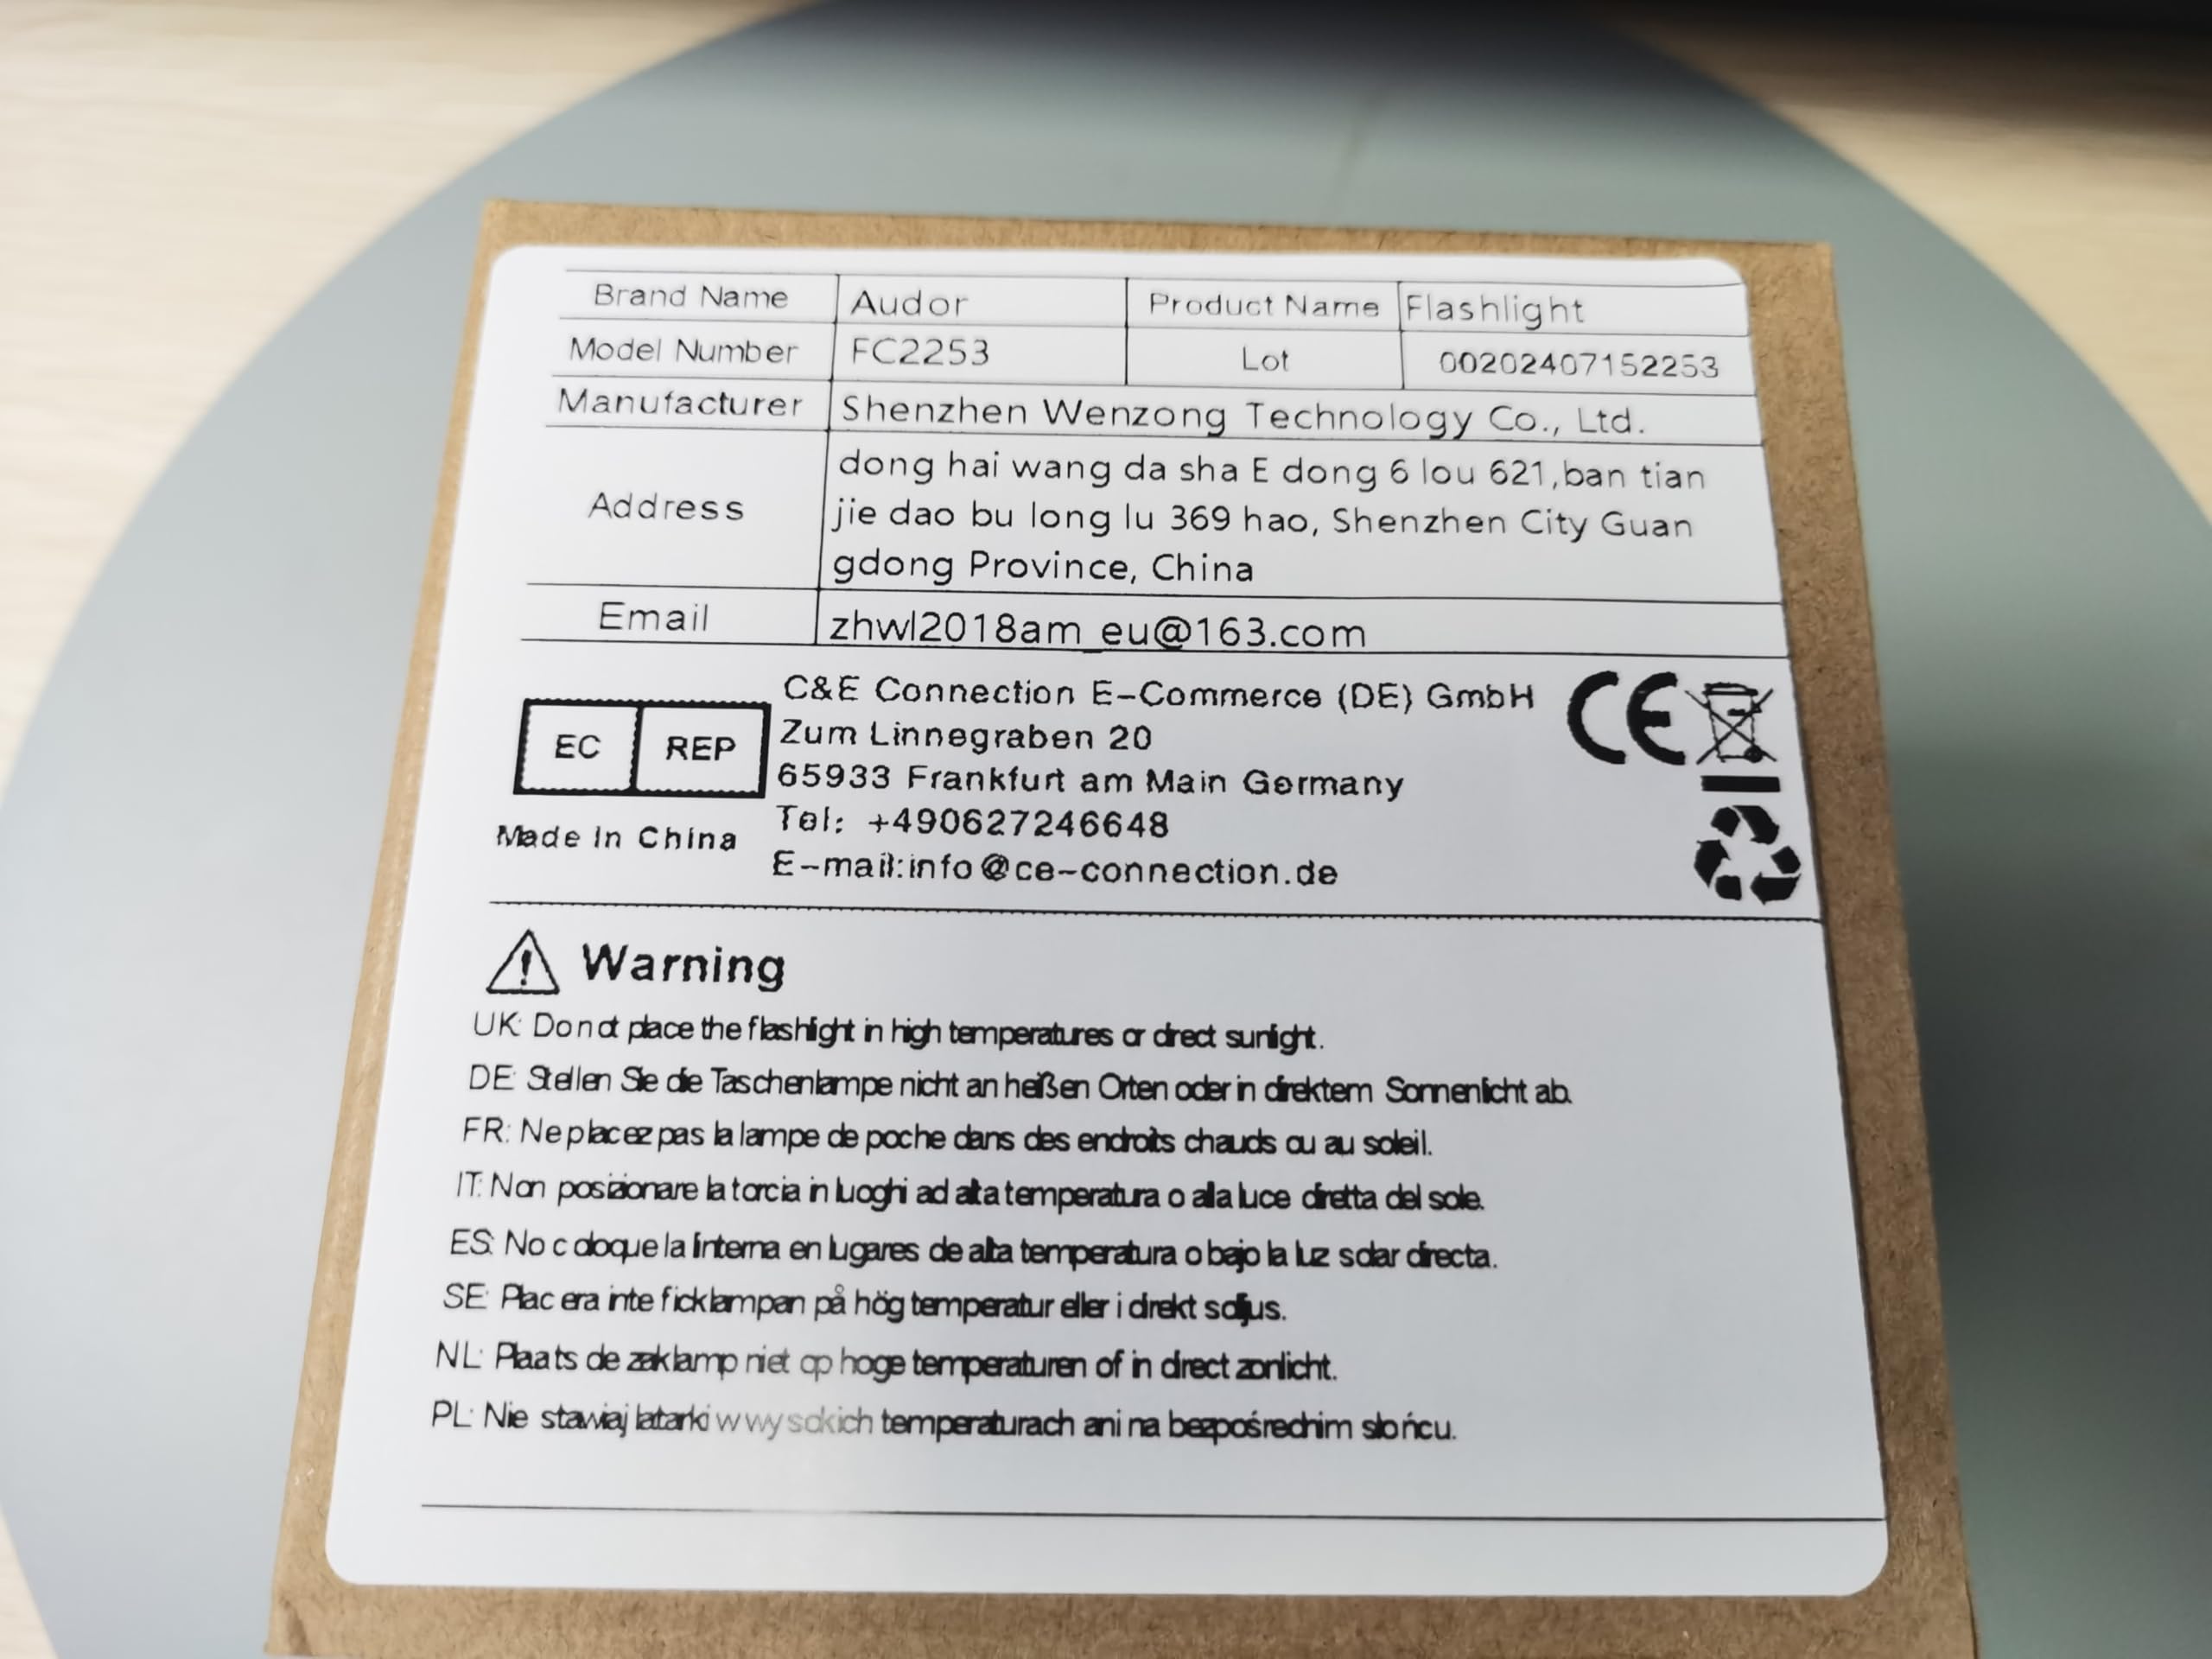 Brand Name Audor Product Name Flashlight
Model Number FC2253 Lot 00202407152253
Manufacturer Shenzhen Wenzong Technology Co., Ltd.
Address dong hai wang da sha E dong 6 lou 621,ban tian
jie dao bu long lu 369 hao, Shenzhen City Guan
gdong Province, China
Email zhwl2018am_eu@163.com
EC REP
Made In China
C&E Connection E-Commerce (DE) GmbH
Zum Linnegraben 20
65933 Frankfurt am Main Germany
Tel: +490627246648
E-mail:info@ce-connection.de
CE
Warning
UK: Do not place the flashlight in high temperatures or direct sunlight.
DE: Stellen Sie die Taschenlampe nicht an heißen Orten oder in direktem Sonnenlicht ab.
FR: Ne placez pas la lampe de poche dans des endroits chauds ou au soleil.
IT: Non posizionare la torcia in luoghi ad alta temperatura o alla luce diretta del sole.
ES: No coloque la linterna en lugares de alta temperatura o bajo la luz solar directa.
SE: Placera inte ficklampan på hög temperatur eller i direkt solljus.
NL: Plaats de zaklamp niet op hoge temperaturen of in direct zonlicht.
PL: Nie stawiaj latarki w wysokich temperaturach ani na bezpośrednim słońcu.